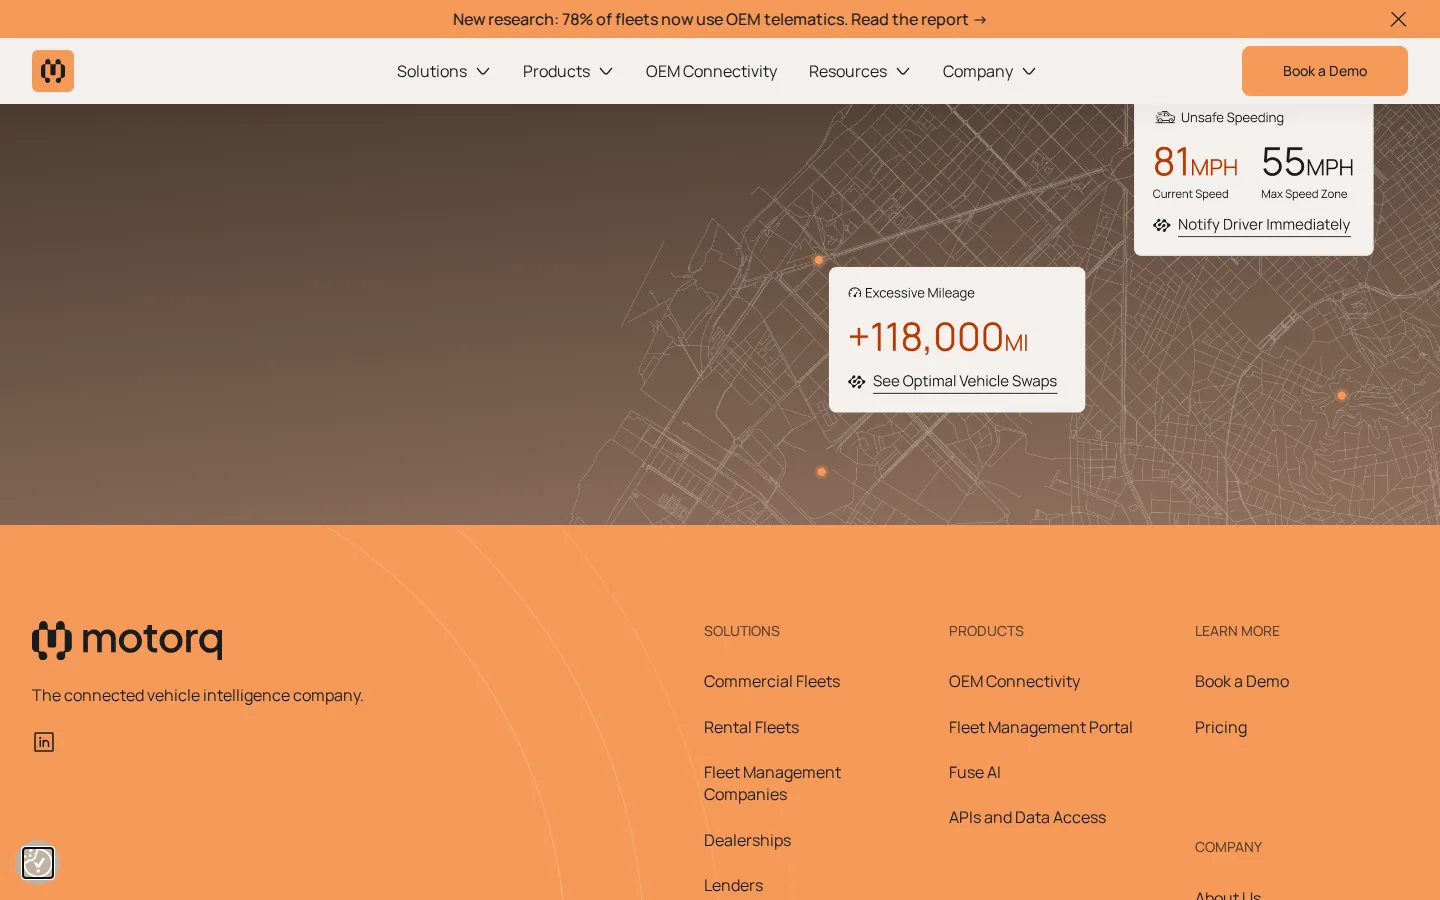 New research: 78% of fleets now use OEM telematics. Read the report →
Solutions
Products
OEM Connectivity
Resources
Company
Book a Demo
Unsafe Speeding
81MPH
55MPH
Current Speed
Max Speed Zone
Notify Driver Immediately
Excessive Mileage
+118,000MI
See Optimal Vehicle Swaps
motorq
The connected vehicle intelligence company.
in
SOLUTIONS
Commercial Fleets
Rental Fleets
Fleet Management
Companies
Dealerships
Lenders
PRODUCTS
OEM Connectivity
Fleet Management Portal
Fuse AI
APIs and Data Access
LEARN MORE
Book a Demo
Pricing
COMPANY
About Us